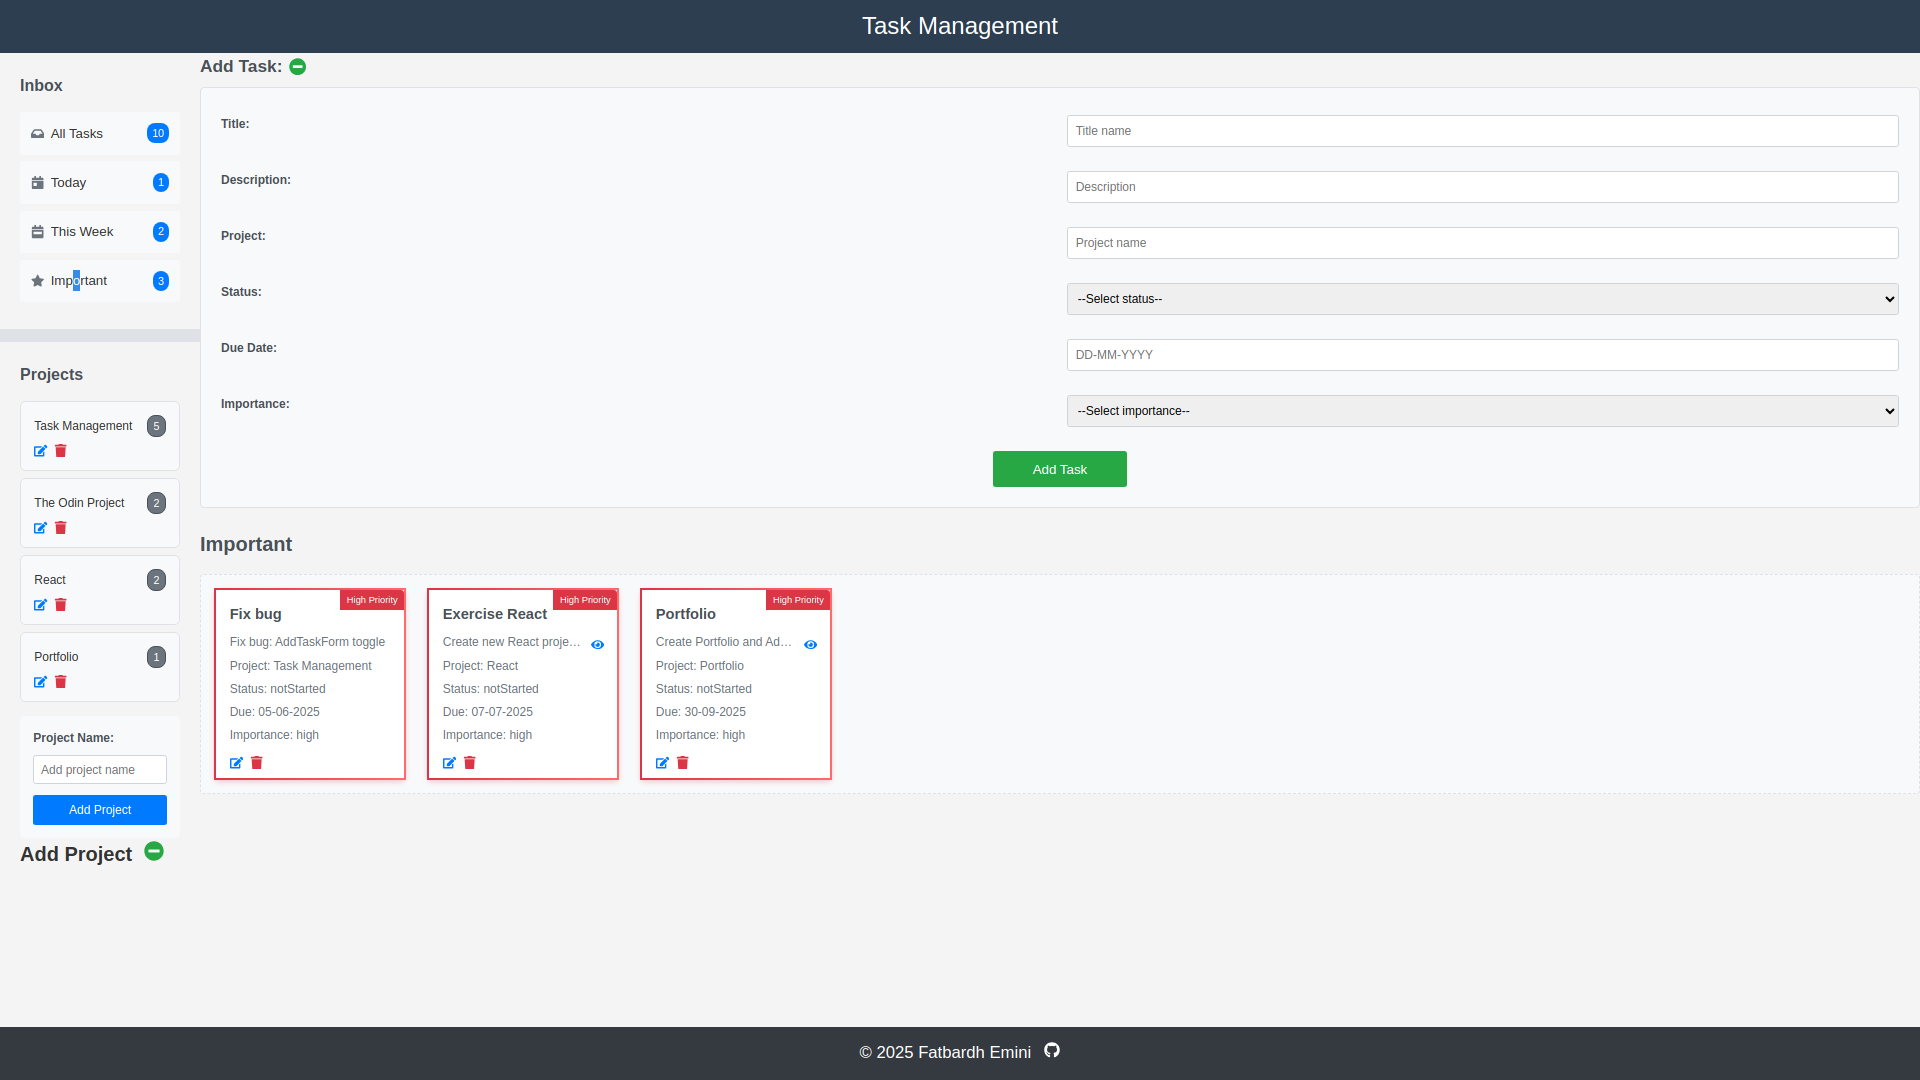 Task Management
Inbox
All Tasks 10
Today 1
This Week 2
Important 3
Projects
Task Management 5
The Odin Project 2
React 2
Portfolio 1
Project Name:
Add project name
Add Project
Add Project
Add Task:
Title:
Title name
Description:
Description
Project:
Project name
Status:
--Select status--
Due Date:
DD-MM-YYYY
Importance:
--Select importance--
Add Task
Important
High Priority
Fix bug
Fix bug: AddTaskForm toggle
Project: Task Management
Status: notStarted
Due: 05-06-2025
Importance: high
High Priority
Exercise React
Create new React proje...
Project: React
Status: notStarted
Due: 07-07-2025
Importance: high
High Priority
Portfolio
Create Portfolio and Ad...
Project: Portfolio
Status: notStarted
Due: 30-09-2025
Importance: high
© 2025 Fatbardh Emini